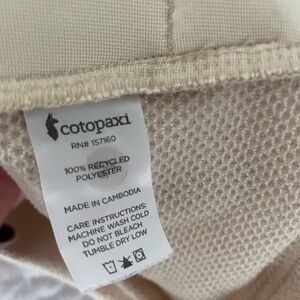 cotopaxi
RN# 157160
100% RECYCLED
POLYESTER
MADE IN CAMBODIA
CARE INSTRUCTIONS:
MACHINE WASH COLD
DO NOT BLEACH
TUMBLE DRY LOW